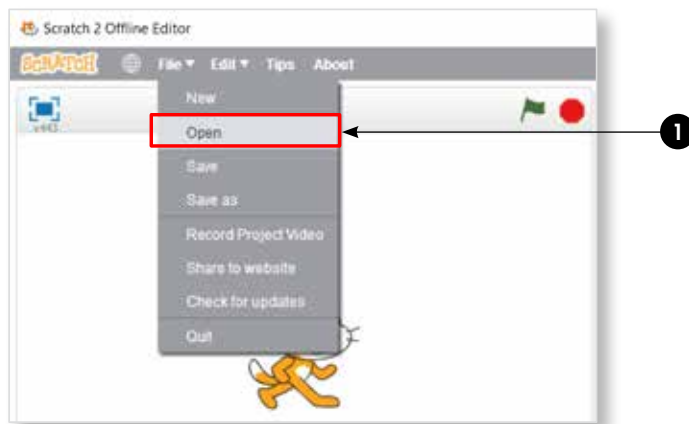 Scratch 2 Offline Editor
SCRATCH File Edit Tips About
v443
New
Open
1
Save
Save as
Record Project Video
Share to website
Check for updates
Quit